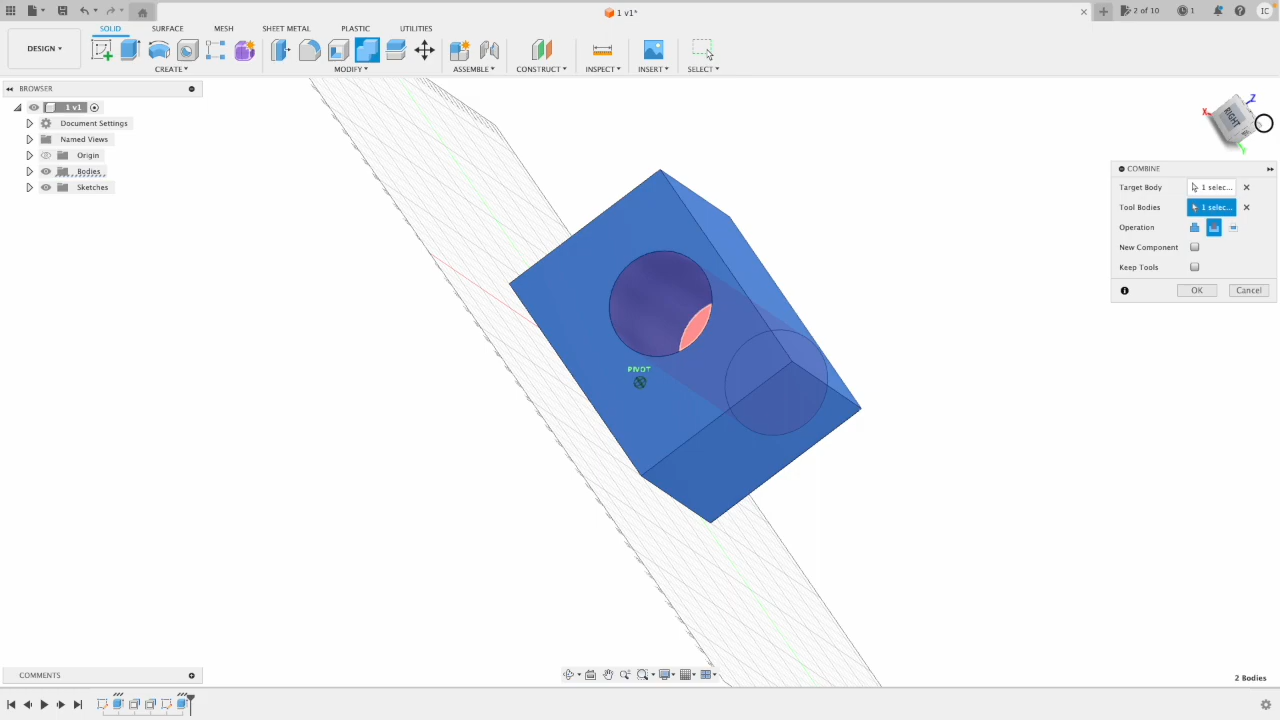 1 v1*
2 of 10
1
IC
DESIGN
SOLID
SURFACE
MESH
SHEET METAL
PLASTIC
UTILITIES
CREATE
MODIFY
ASSEMBLE
CONSTRUCT
INSPECT
INSERT
SELECT
BROWSER
1 v1
Document Settings
Named Views
Origin
Bodies
Sketches
X
Z
Y
RIGHT
COMBINE
Target Body
1 selec...
Tool Bodies
1 selec...
Operation
New Component
Keep Tools
OK
Cancel
PIVOT
COMMENTS
2 Bodies